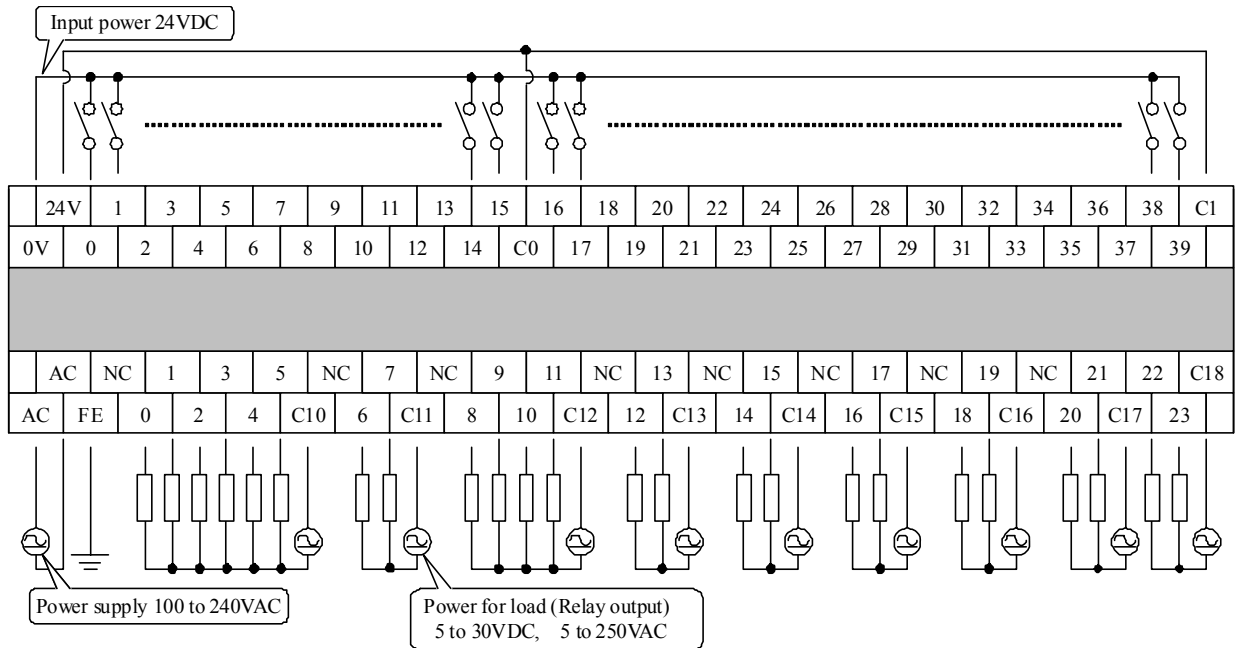 Input power 24VDC
24V 1 3 5 7 9 11 13 15 16 18 20 22 24 26 28 30 32 34 36 38 C1
0V 0 2 4 6 8 10 12 14 C0 17 19 21 23 25 27 29 31 33 35 37 39
AC NC 1 3 5 NC 7 NC 9 11 NC 13 NC 15 NC 17 NC 19 NC 21 22 C18
AC FE 0 2 4 C10 6 C11 8 10 C12 12 C13 14 C14 16 C15 18 C16 20 C17 23
Power supply 100 to 240VAC
Power for load (Relay output)
5 to 30VDC, 5 to 250VAC